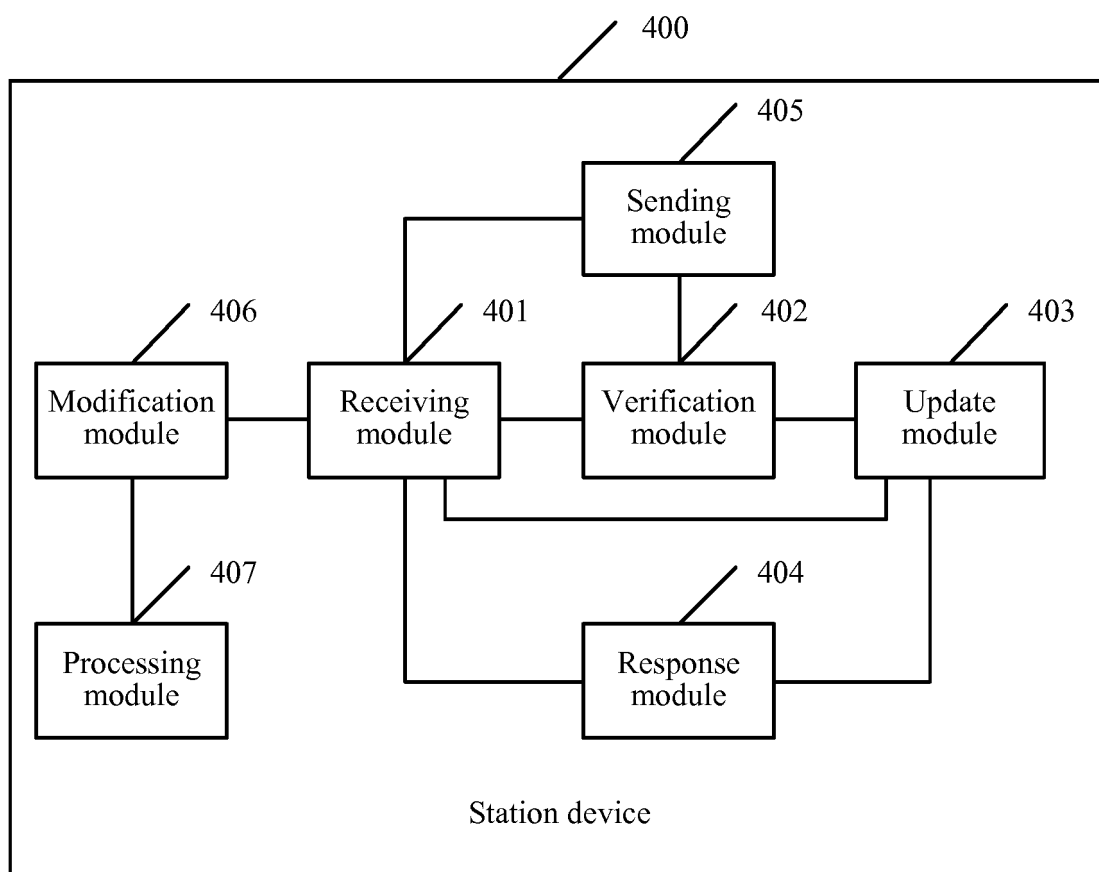 400
405
Sending
module
406
401
402
403
Modification
module
Receiving
module
Verification
module
Update
module
407
404
Processing
module
Response
module
Station device